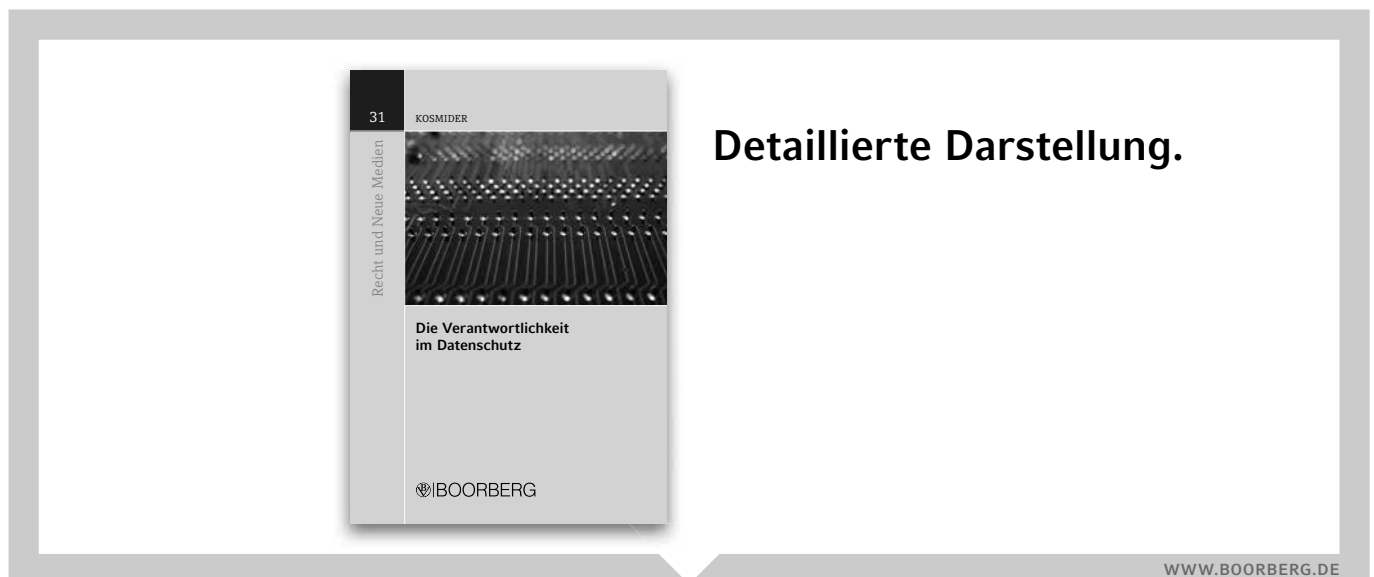 31
KOSMIDER
Recht und Neue Medien
Die Verantwortlichkeit
im Datenschutz
BOORBERG
Detaillierte Darstellung.
WWW.BOORBERG.DE